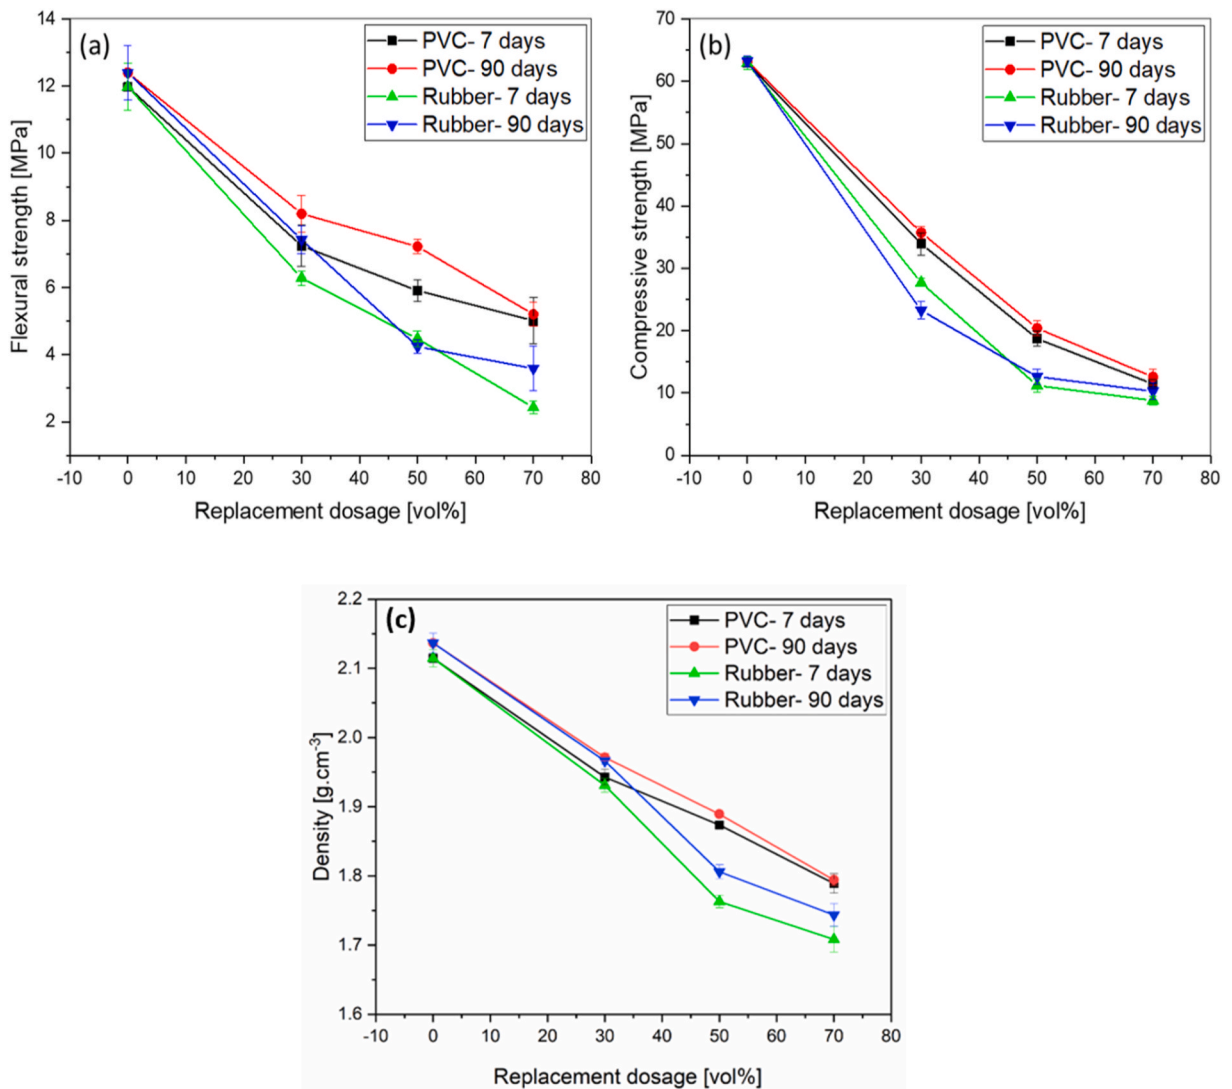 (a)
PVC- 7 days
PVC- 90 days
Rubber- 7 days
Rubber- 90 days
14
12
10
8
6
4
2
Flexural strength [MPa]
-10 0 10 20 30 40 50 60 70 80
Replacement dosage [vol%]
(b)
PVC- 7 days
PVC- 90 days
Rubber- 7 days
Rubber- 90 days
70
60
50
40
30
20
10
0
Compressive strength [MPa]
-10 0 10 20 30 40 50 60 70 80
Replacement dosage [vol%]
(c)
PVC- 7 days
PVC- 90 days
Rubber- 7 days
Rubber- 90 days
2.2
2.1
2.0
1.9
1.8
1.7
1.6
Density [g.cm⁻³]
-10 0 10 20 30 40 50 60 70 80
Replacement dosage [vol%]